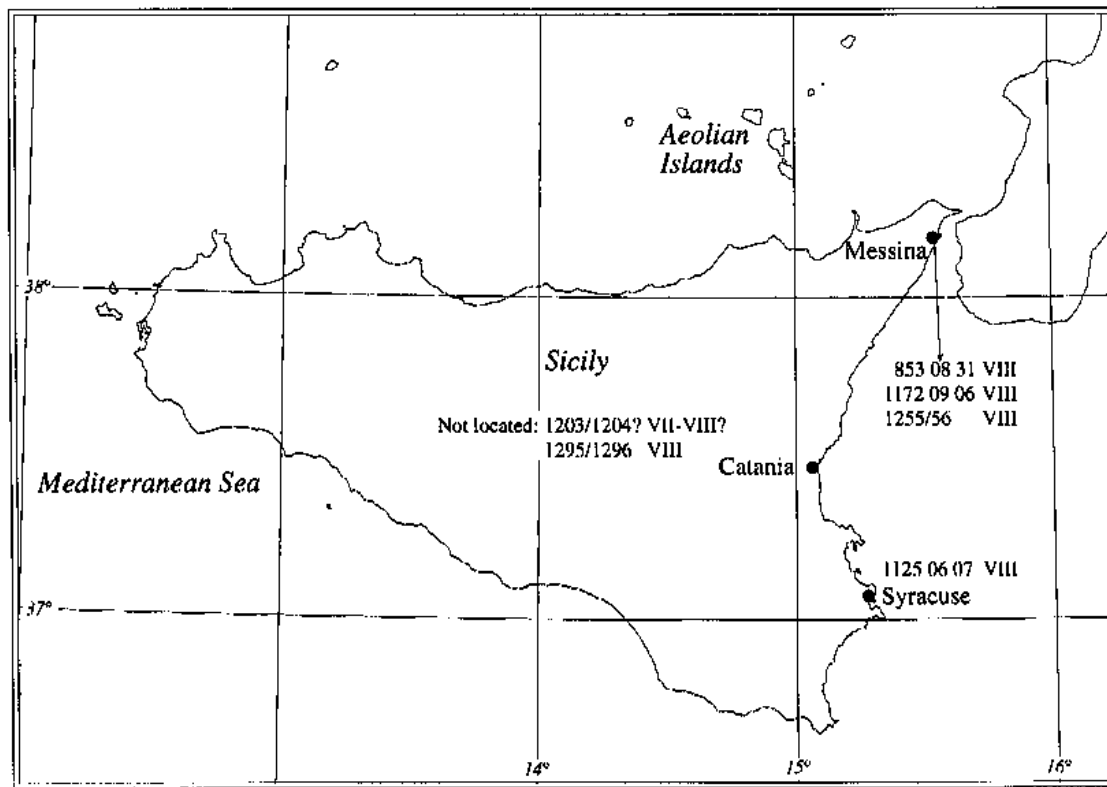 Aeolian
Islands
Messina
38°
Sicily
853 08 31 VIII
1172 09 06 VIII
1255/56 VIII
Not located: 1203/1204? VII-VIII?
1295/1296 VIII
Catania
Mediterranean Sea
1125 06 07 VIII
Syracuse
37°
14°
15°
16°